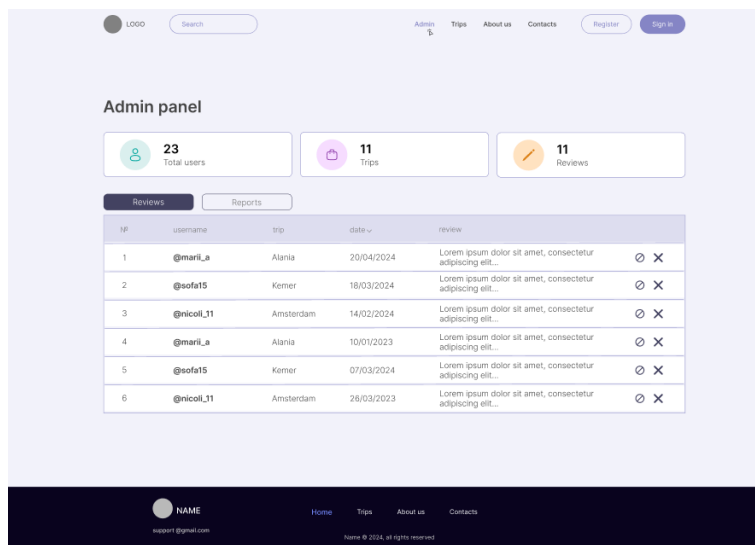 LOGO Search Admin Trips About us Contacts Register Sign in
Admin panel
23
Total users
11
Trips
11
Reviews
Reviews Reports
№ username trip date review
1 @marii_a Alania 20/04/2024 Lorem ipsum dolor sit amet, consectetur
adipiscing elit...
2 @sofa15 Kemer 18/03/2024 Lorem ipsum dolor sit amet, consectetur
adipiscing elit...
3 @nicoli_11 Amsterdam 14/02/2024 Lorem ipsum dolor sit amet, consectetur
adipiscing elit...
4 @marii_a Alania 10/01/2023 Lorem ipsum dolor sit amet, consectetur
adipiscing elit...
5 @sofa15 Kemer 07/03/2024 Lorem ipsum dolor sit amet, consectetur
adipiscing elit...
6 @nicoli_11 Amsterdam 26/03/2023 Lorem ipsum dolor sit amet, consectetur
adipiscing elit...
NAME Home Trips About us Contacts
support @gmail.com
Name © 2024, all rights reserved